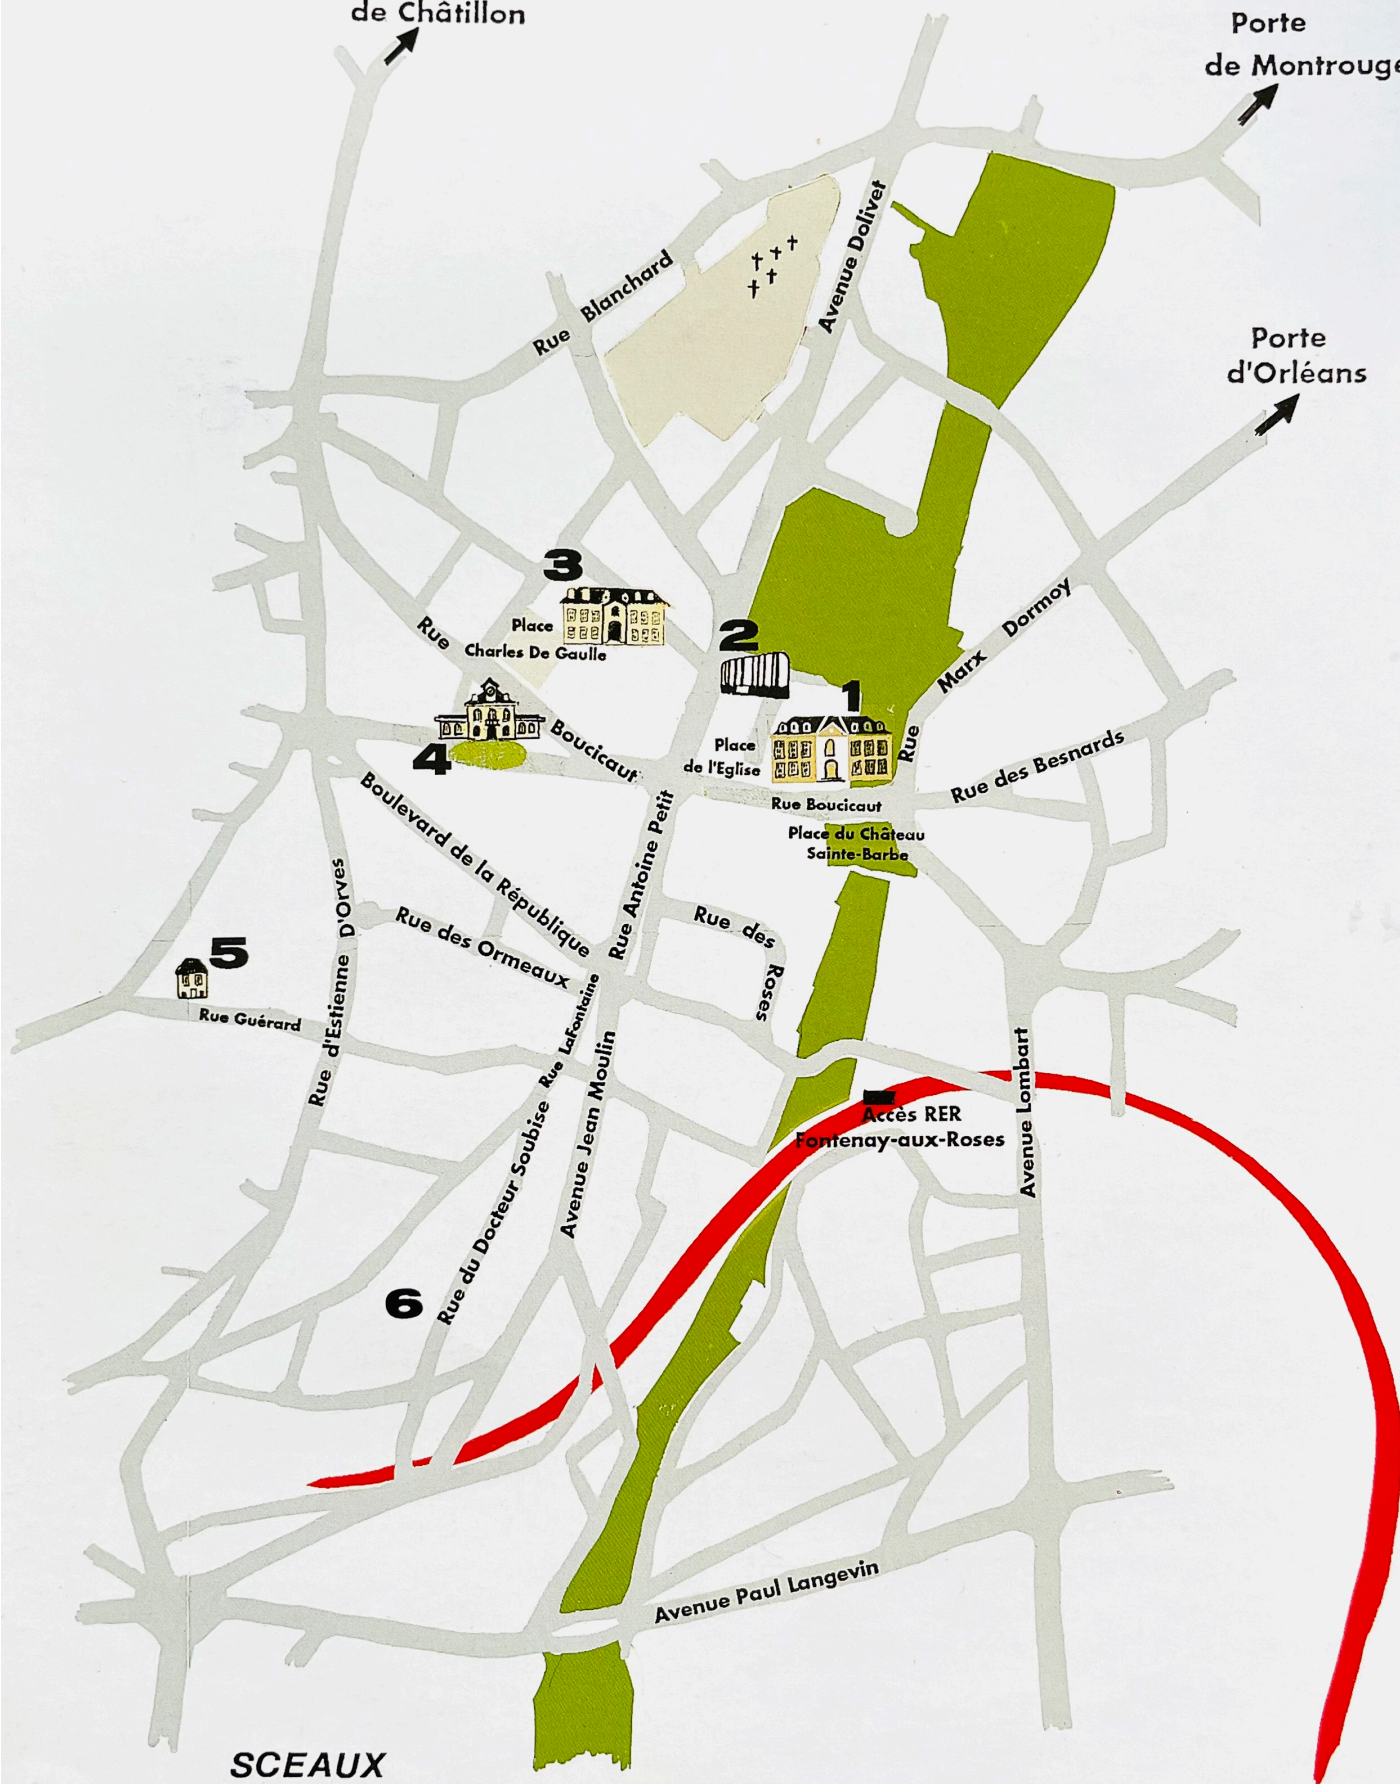 de Châtillon
Porte
de Montrouge
Avenue Dolivet
Rue Blanchard
Porte
d'Orléans
3
Place
Charles De Gaulle
2
Rue Marx Dormoy
1
Rue Boucicaut
4
Place
de l'Eglise
Rue des Besnards
Rue Boucicaut
Place du Château
Sainte-Barbe
Boulevard de la République
Rue Antoine Petit
Rue d'Estienne D'Orves
Rue des Ormeaux
Rue des Roses
5
Rue Guérard
Rue LaFontaine
Avenue Jean Moulin
Avenue Lombart
Accès RER
Fontenay-aux-Roses
Rue du Docteur Soubise
6
Avenue Paul Langevin
SCEAUX